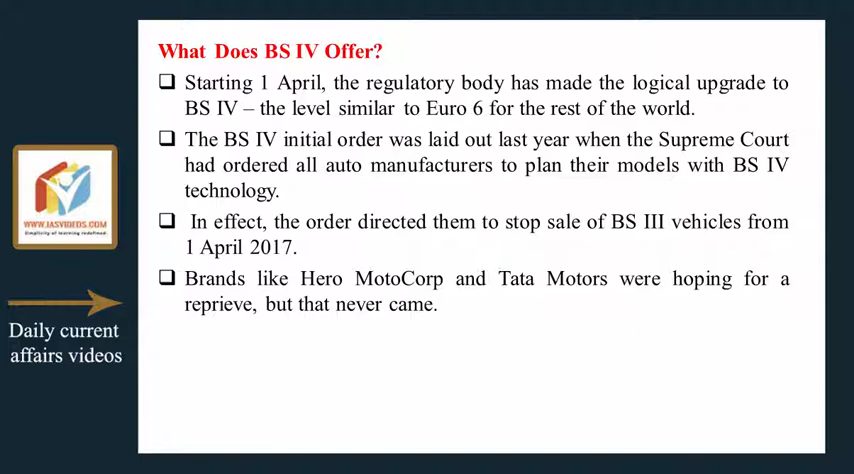 What Does BS IV Offer?
❑ Starting 1 April, the regulatory body has made the logical upgrade to
BS IV – the level similar to Euro 6 for the rest of the world.
❑ The BS IV initial order was laid out last year when the Supreme Court
had ordered all auto manufacturers to plan their models with BS IV
technology.
❑ In effect, the order directed them to stop sale of BS III vehicles from
1 April 2017.
❑ Brands like Hero MotoCorp and Tata Motors were hoping for a
reprieve, but that never came.
WWW.IASVIDEOS.COM
Simplicity of learning redefined.
Daily current
affairs videos